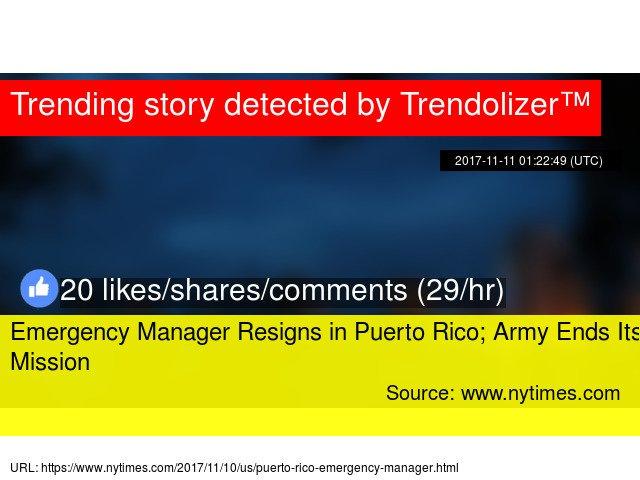 Trending story detected by Trendolizer™
2017-11-11 01:22:49 (UTC)
20 likes/shares/comments (29/hr)
Emergency Manager Resigns in Puerto Rico; Army Ends Its
Mission
Source: www.nytimes.com
URL: https://www.nytimes.com/2017/11/10/us/puerto-rico-emergency-manager.html